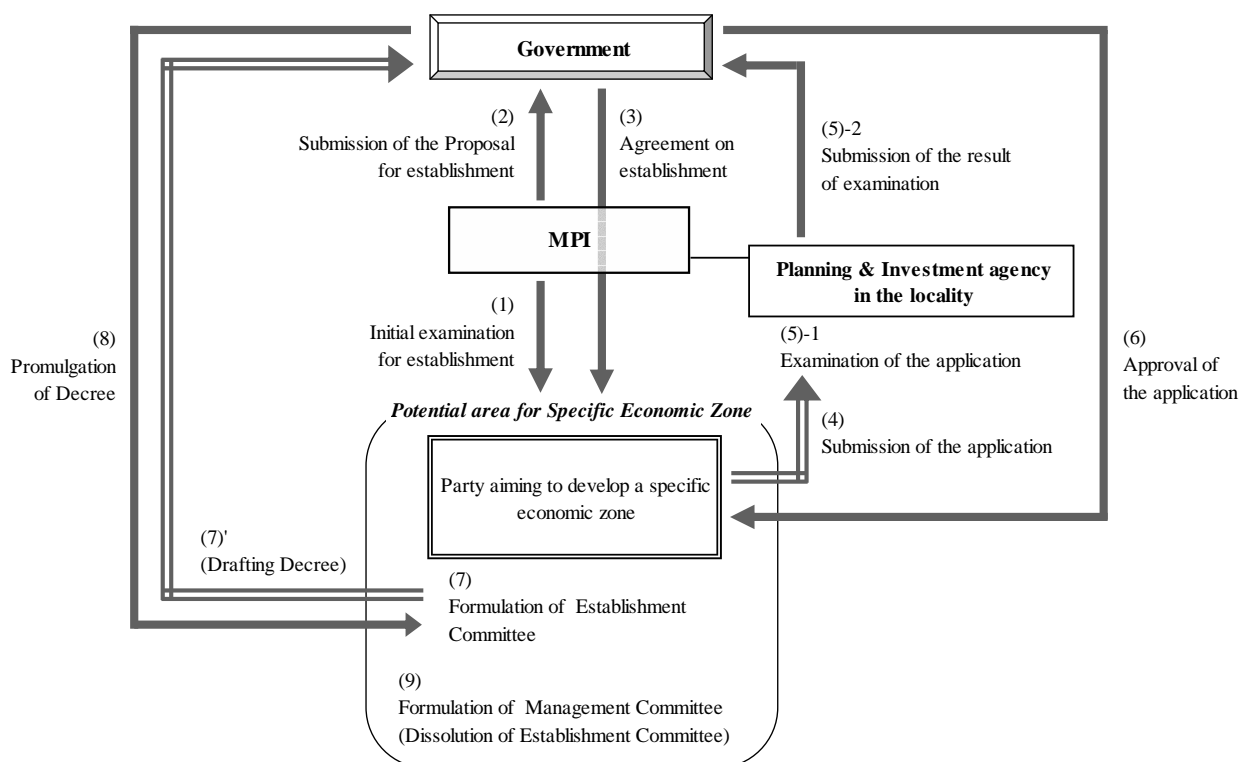 Government
(2)
Submission of the Proposal
for establishment
(3)
Agreement on
establishment
(5)-2
Submission of the result
of examination
MPI
Planning & Investment agency
in the locality
(1)
Initial examination
for establishment
(8)
Promulgation
of Decree
(5)-1
Examination of the application
(6)
Approval of
the application
Potential area for Specific Economic Zone
(4)
Submission of the application
Party aiming to develop a specific
economic zone
(7)'
(Drafting Decree)
(7)
Formulation of Establishment
Committee
(9)
Formulation of Management Committee
(Dissolution of Establishment Committee)